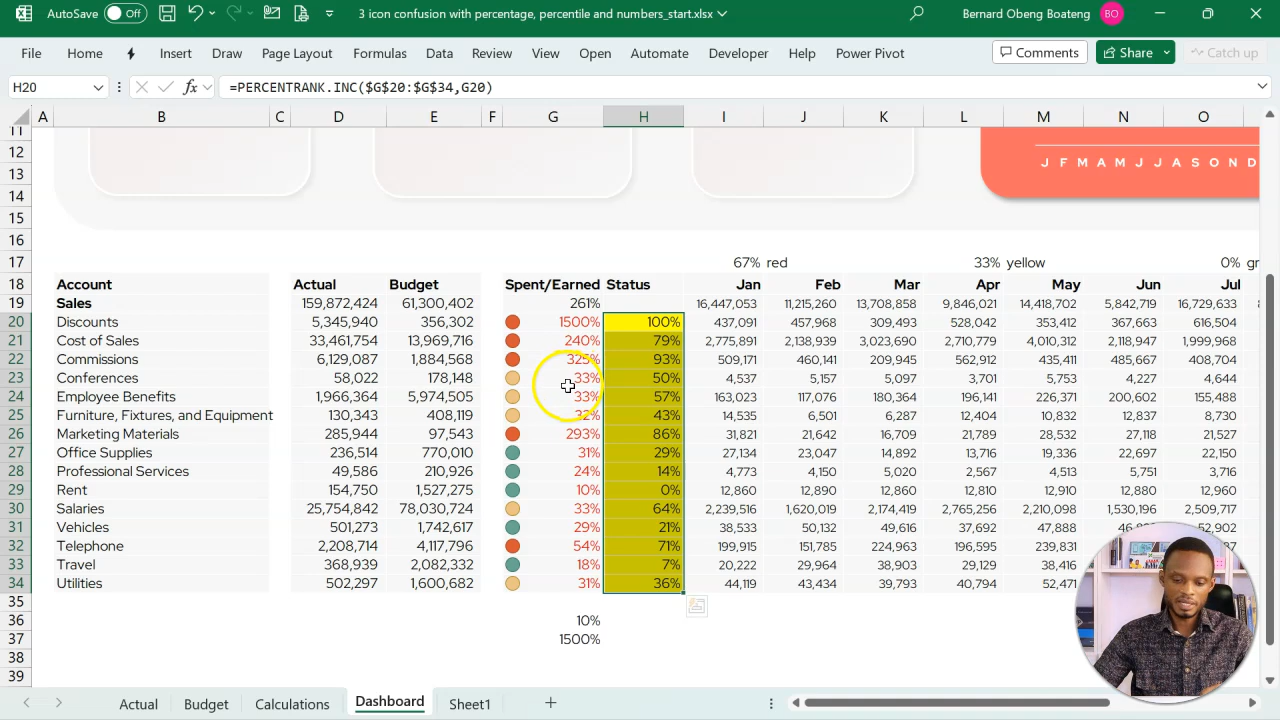 AutoSave Off 3 icon confusion with percentage, percentile and numbers_start.xlsx Bernard Obeng Boateng BO
File Home Insert Draw Page Layout Formulas Data Review View Open Automate Developer Help Power Pivot Comments Share Catch up
H20 fx =PERCENTRANK.INC($G$20:$G$34,G20)
A B C D E F G H I J K L M N O
11
12
13 J F M A M J J A S O N D
14
15
16
17 67% red 33% yellow 0%
18 Account Actual Budget Spent/Earned Status Jan Feb Mar Apr May Jun Jul
19 Sales 159,872,424 61,300,402 261% 16,447,053 11,215,260 13,708,858 9,846,021 14,418,702 5,842,719 16,729,633
20 Discounts 5,345,940 356,302 1500% 100% 437,091 457,968 309,493 528,042 353,412 367,663 616,504
21 Cost of Sales 33,461,754 13,969,716 240% 79% 2,775,891 2,138,939 3,023,690 2,710,779 4,010,312 2,118,947 1,999,968
22 Commissions 6,129,087 1,884,568 325% 93% 509,171 460,141 209,945 562,912 435,411 485,667 408,704
23 Conferences 58,022 178,148 33% 50% 4,537 5,157 5,097 3,701 5,753 4,227 4,644
24 Employee Benefits 1,966,364 5,974,505 33% 57% 163,023 117,076 180,364 196,141 226,371 200,602 155,488
25 Furniture, Fixtures, and Equipment 130,343 408,119 32% 43% 14,535 6,501 6,287 12,404 10,832 12,837 8,730
26 Marketing Materials 285,944 97,543 293% 86% 31,821 21,642 16,709 21,789 28,532 27,118 21,527
27 Office Supplies 236,514 770,010 31% 29% 27,134 23,047 14,892 13,716 19,336 22,697 22,150
28 Professional Services 49,586 210,926 24% 14% 4,773 4,150 5,020 2,567 4,513 5,751 3,716
29 Rent 154,750 1,527,275 10% 0% 12,860 12,890 12,860 12,810 12,910 12,880 12,960
30 Salaries 25,754,842 78,030,724 33% 64% 2,239,516 1,620,019 2,174,419 2,765,256 2,210,098 1,530,196 2,509,717
31 Vehicles 501,273 1,742,617 29% 21% 38,533 50,132 49,616 37,692 47,888 52,902
32 Telephone 2,208,714 4,117,796 54% 71% 199,915 151,785 224,963 196,595 239,831
33 Travel 368,939 2,082,332 18% 7% 20,222 29,964 38,903 29,129 38,416
34 Utilities 502,297 1,600,682 31% 36% 44,119 43,434 39,793 40,794 52,471
35
36 10%
37 1500%
38
39
Actual Budget Calculations Dashboard Sheet1